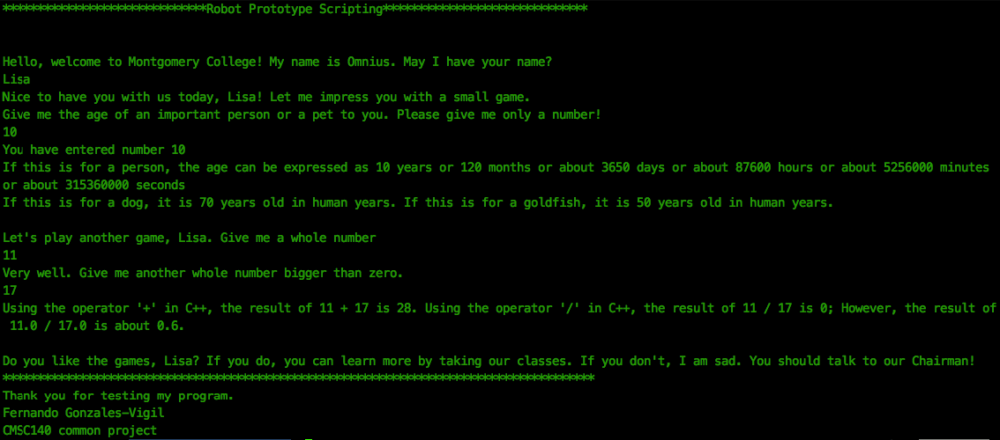 *****************************Robot Prototype Scripting*****************************
Hello, welcome to Montgomery College! My name is Omnius. May I have your name?
Lisa
Nice to have you with us today, Lisa! Let me impress you with a small game.
Give me the age of an important person or a pet to you. Please give me only a number!
10
You have entered number 10
If this is for a person, the age can be expressed as 10 years or 120 months or about 3650 days or about 87600 hours or about 5256000 minutes
or about 315360000 seconds
If this is for a dog, it is 70 years old in human years. If this is for a goldfish, it is 50 years old in human years.
Let's play another game, Lisa. Give me a whole number
11
Very well. Give me another whole number bigger than zero.
17
Using the operator '+' in C++, the result of 11 + 17 is 28. Using the operator '/' in C++, the result of 11 / 17 is 0; However, the result of
11.0 / 17.0 is about 0.6.
Do you like the games, Lisa? If you do, you can learn more by taking our classes. If you don't, I am sad. You should talk to our Chairman!
************************************************************************************
Thank you for testing my program.
Fernando Gonzales-Vigil
CMSC140 common project